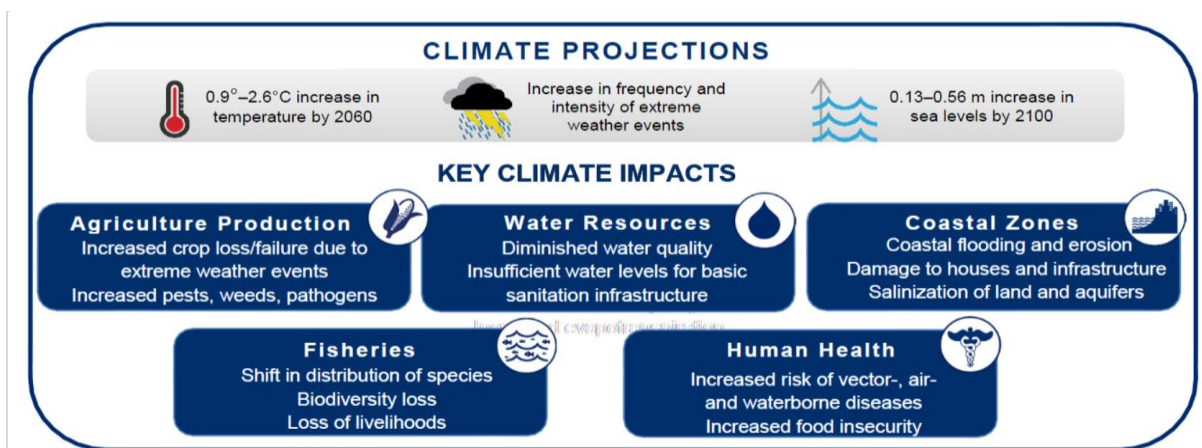 CLIMATE PROJECTIONS
0.9°–2.6°C increase in
temperature by 2060
Increase in frequency and
intensity of extreme
weather events
0.13–0.56 m increase in
sea levels by 2100
KEY CLIMATE IMPACTS
Agriculture Production
Increased crop loss/failure due to
extreme weather events
Increased pests, weeds, pathogens
Water Resources
Diminished water quality
Insufficient water levels for basic
sanitation infrastructure
Coastal Zones
Coastal flooding and erosion
Damage to houses and infrastructure
Salinization of land and aquifers
Fisheries
Shift in distribution of species
Biodiversity loss
Loss of livelihoods
Human Health
Increased risk of vector-, air-
and waterborne diseases
Increased food insecurity